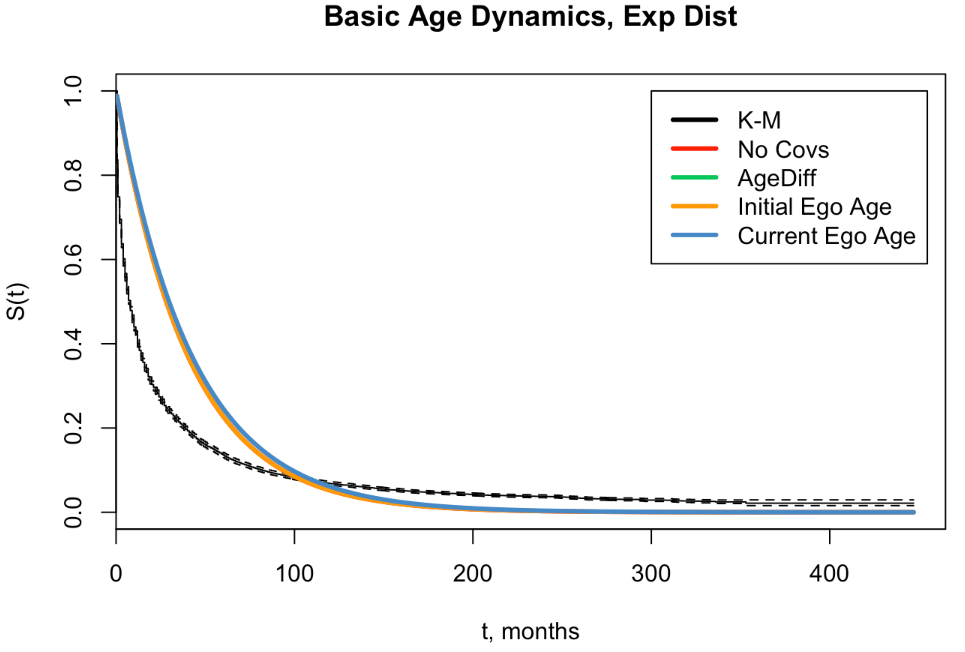 Basic Age Dynamics, Exp Dist
S(t)
1.0
0.8
0.6
0.4
0.2
0.0
K-M
No Covs
AgeDiff
Initial Ego Age
Current Ego Age
0 100 200 300 400
t, months